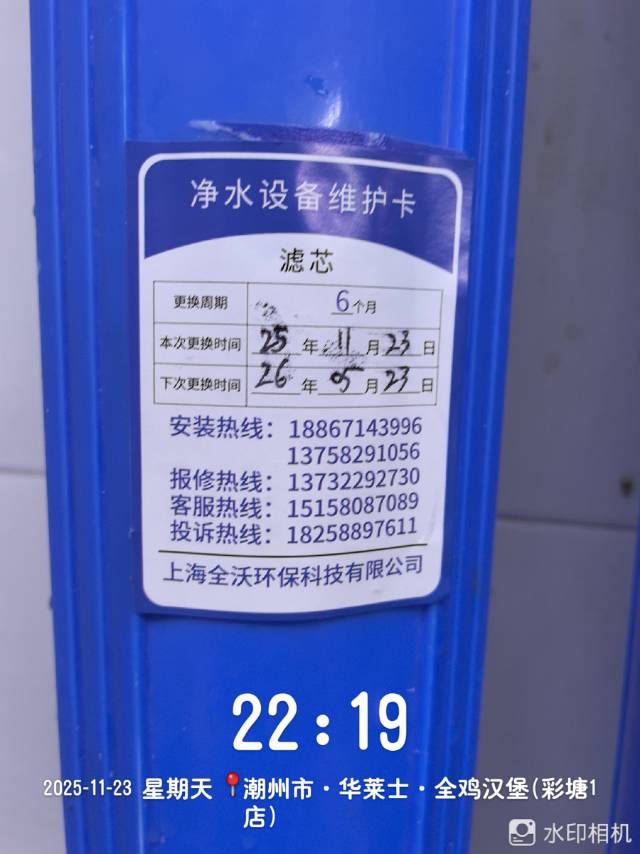 净水设备维护卡
滤芯
更换周期 6个月
本次更换时间 25年11月23日
下次更换时间 26年05月23日
安装热线：18867143996
13758291056
报修热线：13732292730
客服热线：15158087089
投诉热线：18258897611
上海全沃环保科技有限公司
22:19
2025-11-23 星期天 📍潮州市·华莱士·全鸡汉堡(彩塘1
店)
水印相机